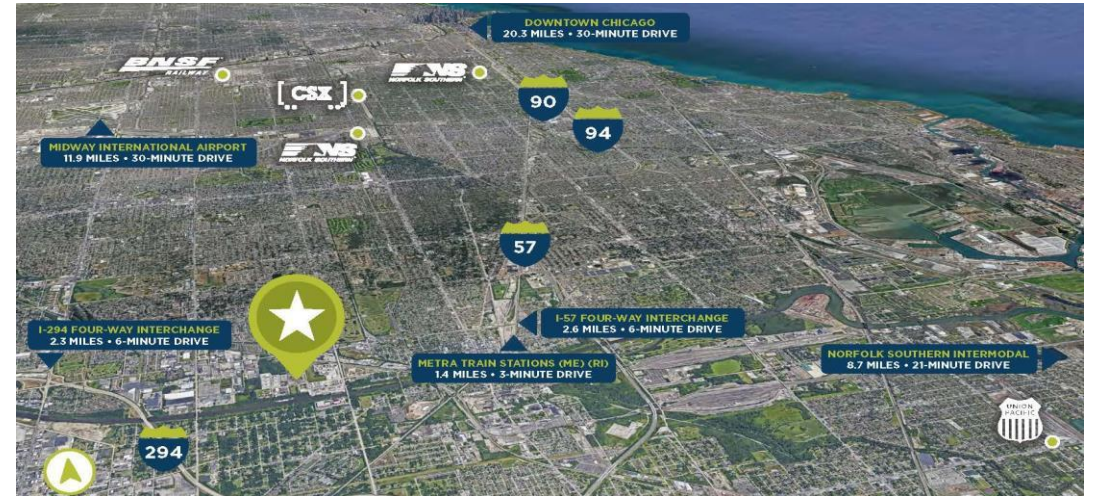 DOWNTOWN CHICAGO
20.3 MILES • 30-MINUTE DRIVE
BNSF
RAILWAY
NS
NORFOLK SOUTHERN
[CSX]
90
94
MIDWAY INTERNATIONAL AIRPORT
11.9 MILES • 30-MINUTE DRIVE
NS
NORFOLK SOUTHERN
57
I-294 FOUR-WAY INTERCHANGE
2.3 MILES • 6-MINUTE DRIVE
I-57 FOUR-WAY INTERCHANGE
2.6 MILES • 6-MINUTE DRIVE
METRA TRAIN STATIONS (ME) (RI)
1.4 MILES • 3-MINUTE DRIVE
NORFOLK SOUTHERN INTERMODAL
8.7 MILES • 21-MINUTE DRIVE
UNION
PACIFIC
294